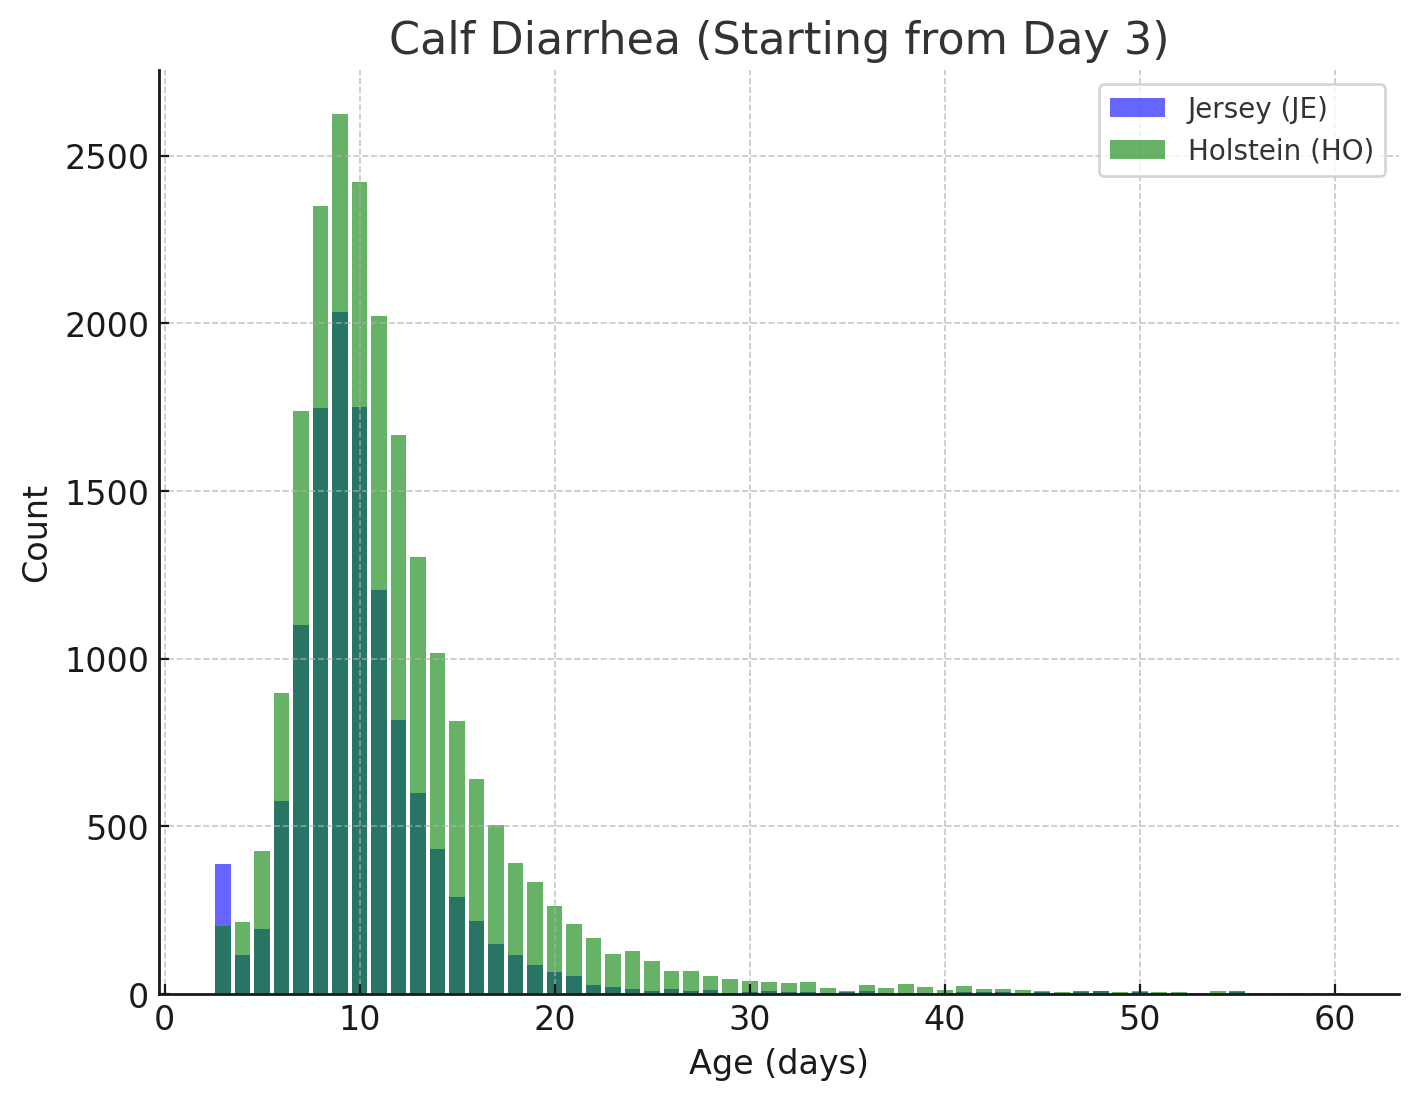 Calf Diarrhea (Starting from Day 3)
Jersey (JE)
Holstein (HO)
2500
2000
1500
1000
500
0
Count
0 10 20 30 40 50 60
Age (days)